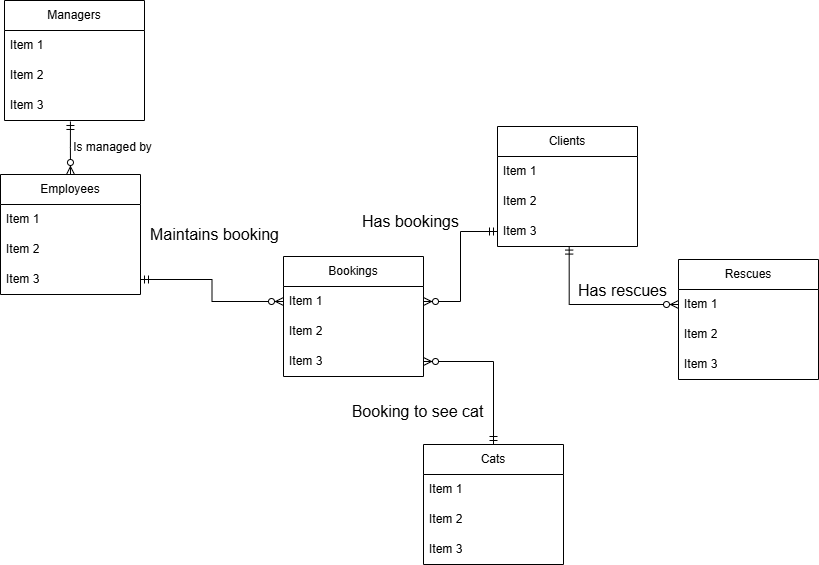 Managers
Item 1
Item 2
Item 3
Is managed by
Employees
Item 1
Item 2
Item 3
Maintains booking
Has bookings
Clients
Item 1
Item 2
Item 3
Bookings
Item 1
Item 2
Item 3
Has rescues
Rescues
Item 1
Item 2
Item 3
Booking to see cat
Cats
Item 1
Item 2
Item 3